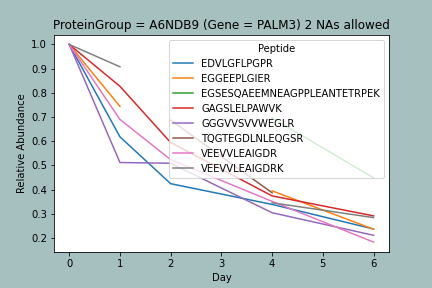 ProteinGroup = A6NDB9 (Gene = PALM3) 2 NAs allowed
Relative Abundance
1.0
0.9
0.8
0.7
0.6
0.5
0.4
0.3
0.2
Peptide
EDVLGFLPGPR
EGGEEPLGIER
EGSESQAEEMNEAGPPLEANTETRPEK
GAGSLELPAWVK
GGGVVSVVWEGLR
TQGTEGDLNLEQGSR
VEEVVLEAIGDR
VEEVVLEAIGDRK
0 1 2 3 4 5 6
Day